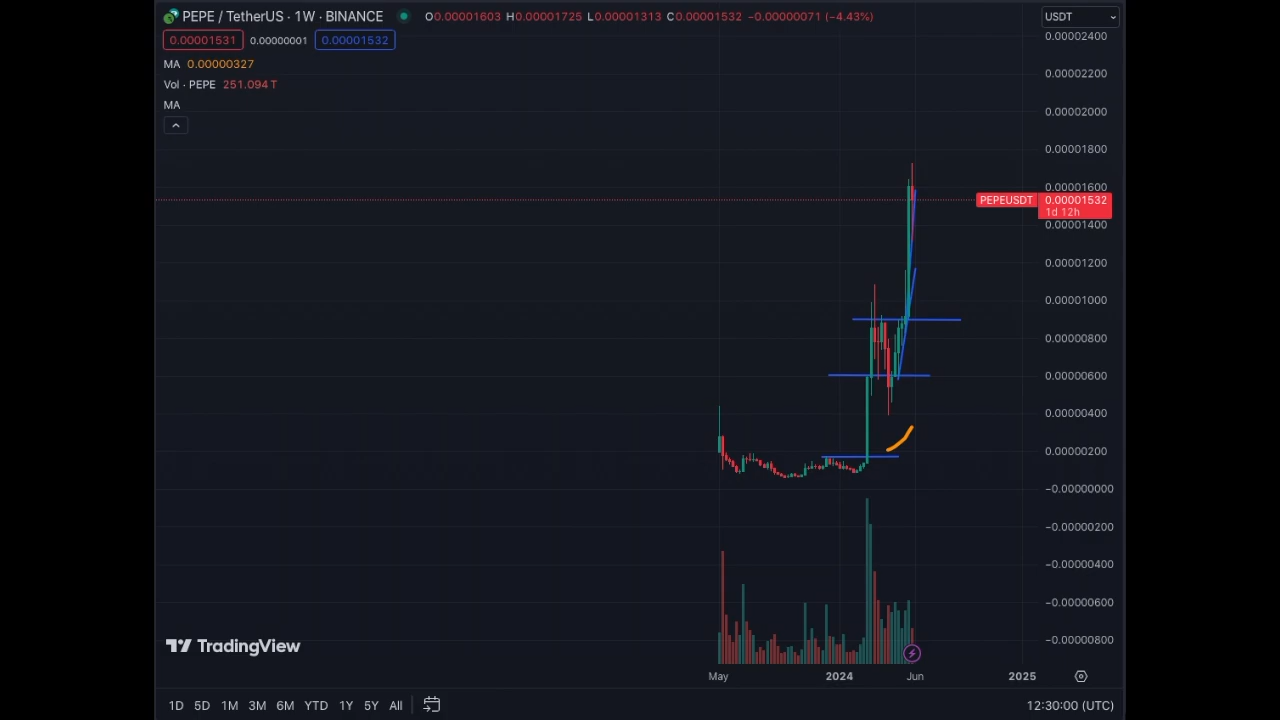 PEPE / TetherUS · 1W · BINANCE O0.00001603 H0.00001725 L0.00001313 C0.00001532 −0.00000071 (−4.43%)
USDT
0.00001531 0.00000001 0.00001532
MA 0.00000327
Vol · PEPE 251.094 T
MA
0.00002400
0.00002200
0.00002000
0.00001800
0.00001600
PEPEUSDT 0.00001532
1d 12h
0.00001400
0.00001200
0.00001000
0.00000800
0.00000600
0.00000400
0.00000200
−0.00000000
−0.00000200
−0.00000400
−0.00000600
−0.00000800
TradingView
May 2024 Jun 2025
1D 5D 1M 3M 6M YTD 1Y 5Y All 12:30:00 (UTC)